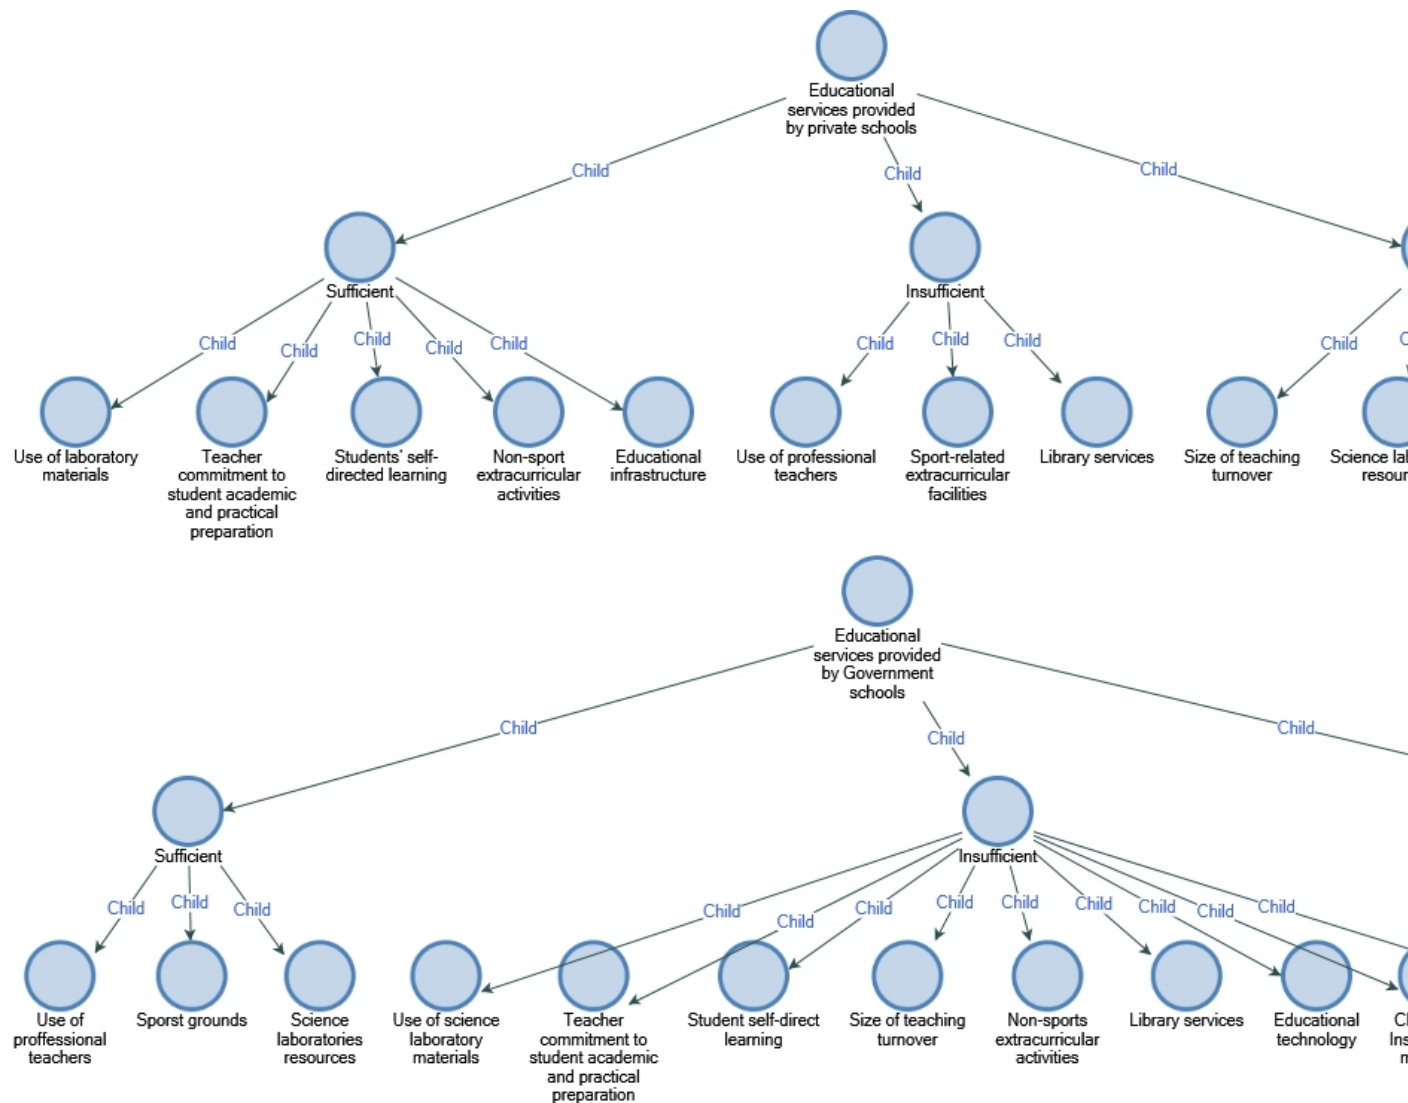 Educational
services provided
by private schools
Child
Child
Child
Sufficient
Insufficient
Child
Child
Child
Child
Child
Child
Child
Child
Child
Use of laboratory
materials
Teacher
commitment to
student academic
and practical
preparation
Students' self-
directed learning
Non-sport
extracurricular
activities
Educational
infrastructure
Use of professional
teachers
Sport-related
extracurricular
facilities
Library services
Size of teaching
turnover
Science
Educational
services provided
by Government
schools
Child
Child
Child
Sufficient
Insufficient
Child
Child
Child
Child
Child
Child
Child
Child
Child
Child
Child
Child
Use of
proffessional
teachers
Sporst grounds
Science
laboratories
resources
Use of science
laboratory
materials
Teacher
commitment to
student academic
and practical
preparation
Student self-direct
learning
Size of teaching
turnover
Non-sports
extracurricular
activities
Library services
Educational
technology